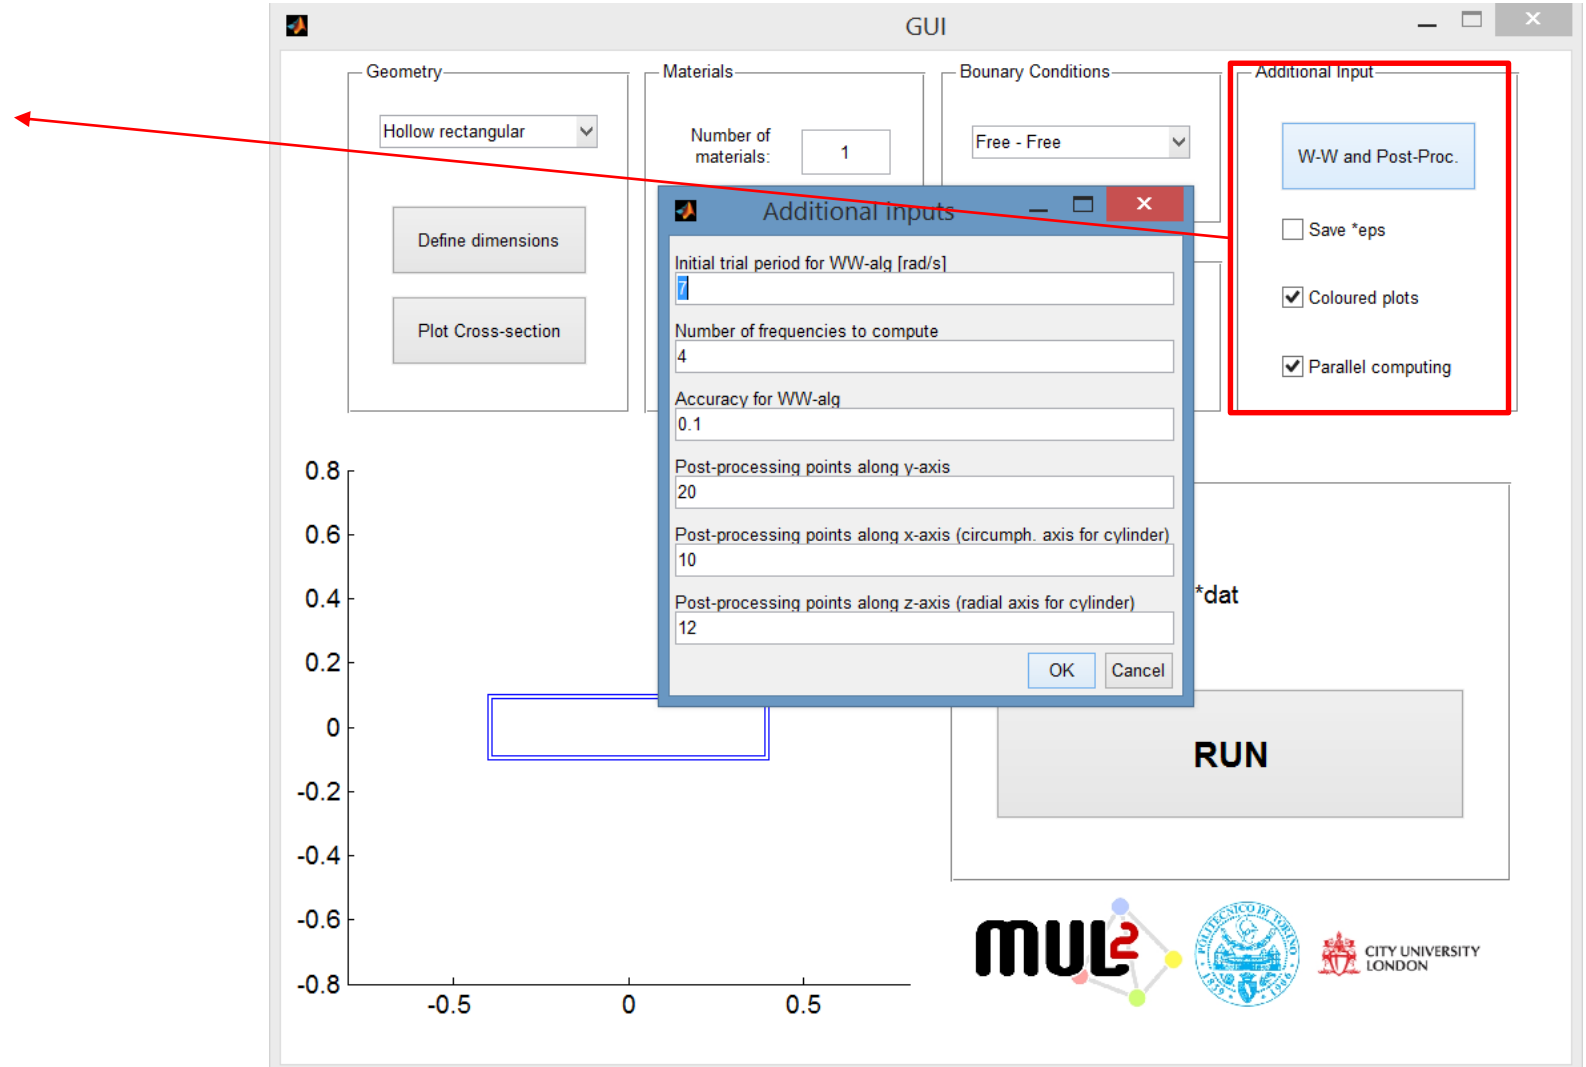 GUI
Geometry
Hollow rectangular
Define dimensions
Plot Cross-section
Materials
Number of
materials:
1
Bounary Conditions
Free - Free
Additional Input
W-W and Post-Proc.
Save *eps
Coloured plots
Parallel computing
Additional inputs
Initial trial period for WW-alg [rad/s]
7
Number of frequencies to compute
4
Accuracy for WW-alg
0.1
Post-processing points along y-axis
20
Post-processing points along x-axis (circumph. axis for cylinder)
10
Post-processing points along z-axis (radial axis for cylinder)
12
OK
Cancel
*dat
RUN
0.8
0.6
0.4
0.2
0
-0.2
-0.4
-0.6
-0.8
-0.5
0
0.5
MUL2
POLITECNICO DI TORINO
CITY UNIVERSITY
LONDON